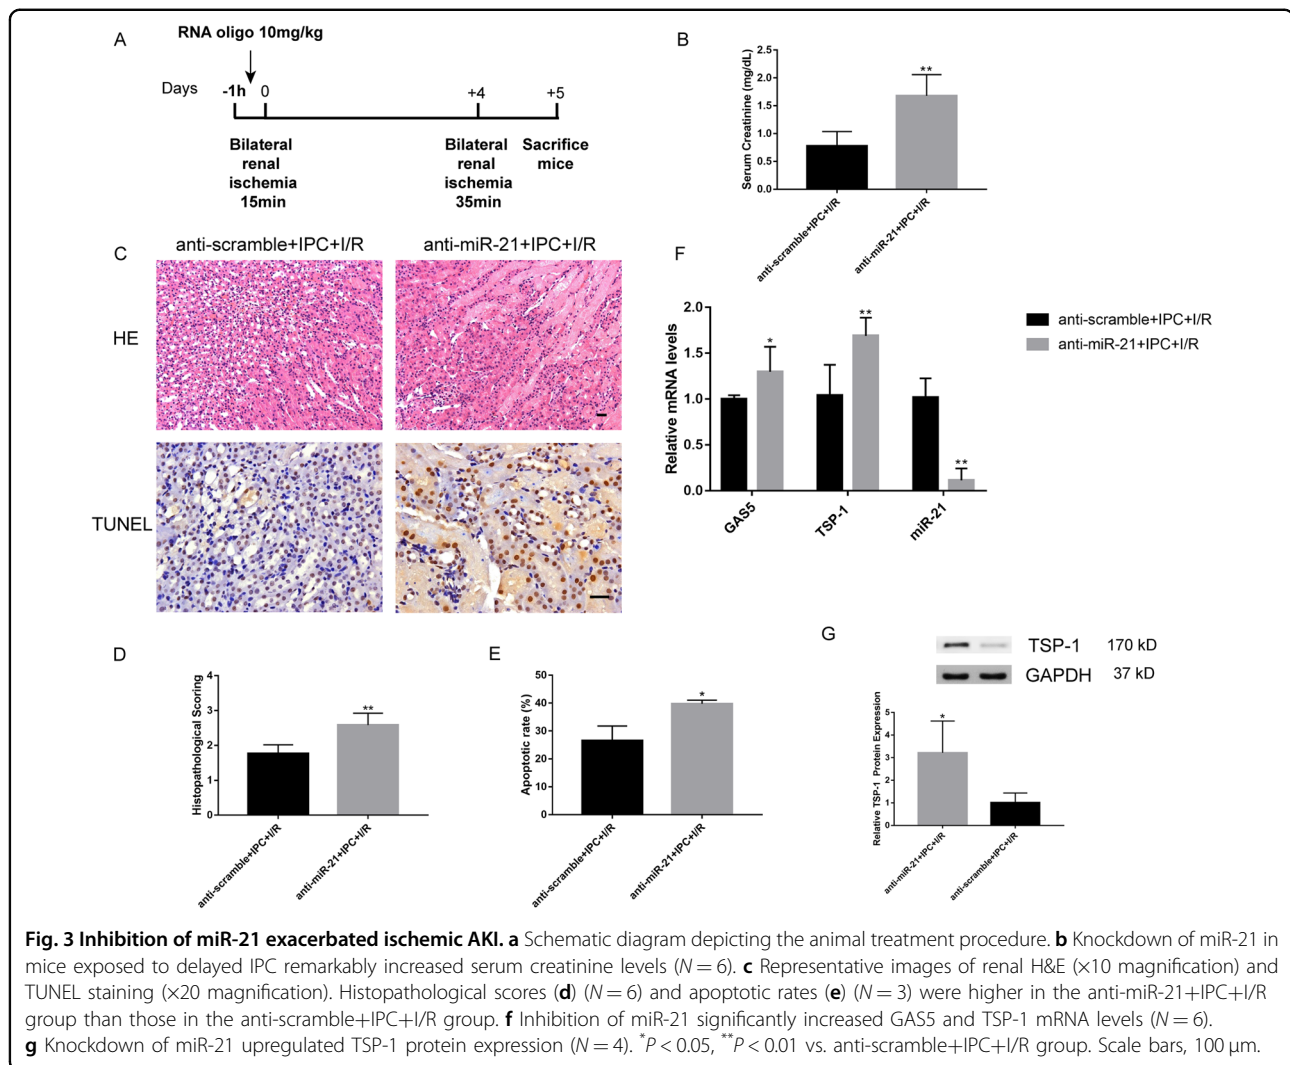 A
RNA oligo 10mg/kg
Days
-1h
0
+4
+5
Bilateral
renal
ischemia
15min
Bilateral
renal
ischemia
35min
Sacrifice
mice
B
Serum Creatinine (mg/dL)
2.5
2.0
1.5
1.0
0.5
0.0
**
anti-scramble+IPC+I/R
anti-miR-21+IPC+I/R
C
anti-scramble+IPC+I/R
anti-miR-21+IPC+I/R
HE
TUNEL
F
Relative mRNA levels
2.0
1.5
1.0
0.5
0.0
*
**
**
GAS5
TSP-1
miR-21
anti-scramble+IPC+I/R
anti-miR-21+IPC+I/R
D
Histopathological Scoring
4
3
2
1
0
**
anti-scramble+IPC+I/R
anti-miR-21+IPC+I/R
E
Apoptotic rate (%)
50
40
30
20
10
0
*
anti-scramble+IPC+I/R
anti-miR-21+IPC+I/R
G
TSP-1 170 kD
GAPDH 37 kD
Relative TSP-1 Protein Expression
5
4
3
2
1
0
*
anti-miR-21+IPC+I/R
anti-scramble+IPC+I/R
Fig. 3 Inhibition of miR-21 exacerbated ischemic AKI. a Schematic diagram depicting the animal treatment procedure. b Knockdown of miR-21 in
mice exposed to delayed IPC remarkably increased serum creatinine levels (N = 6). c Representative images of renal H&E (×10 magnification) and
TUNEL staining (×20 magnification). Histopathological scores (d) (N = 6) and apoptotic rates (e) (N = 3) were higher in the anti-miR-21+IPC+I/R
group than those in the anti-scramble+IPC+I/R group. f Inhibition of miR-21 significantly increased GAS5 and TSP-1 mRNA levels (N = 6).
g Knockdown of miR-21 upregulated TSP-1 protein expression (N = 4). *P < 0.05, **P < 0.01 vs. anti-scramble+IPC+I/R group. Scale bars, 100 μm.